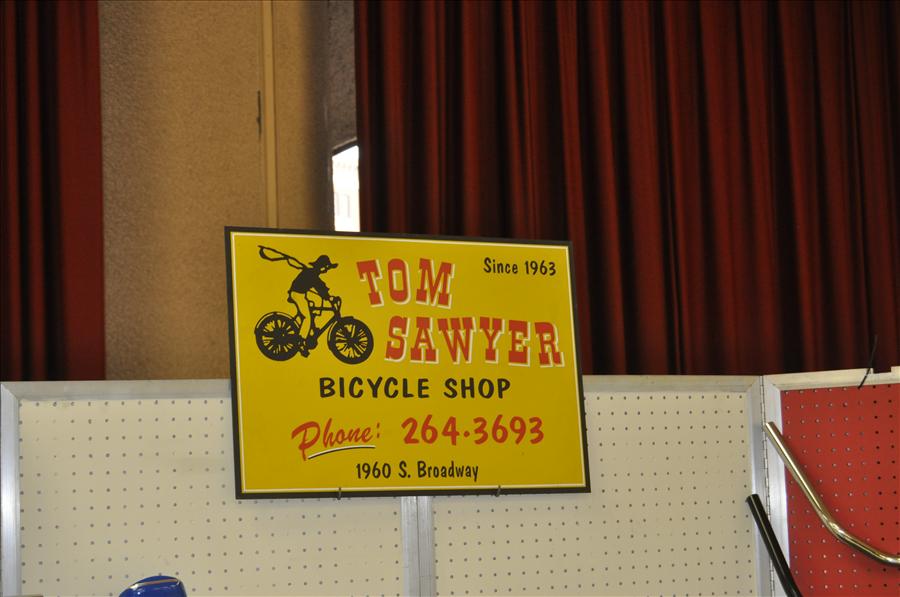 TOM
Since 1963
SAWYER
BICYCLE SHOP
Phone: 264-3693
1960 S. Broadway